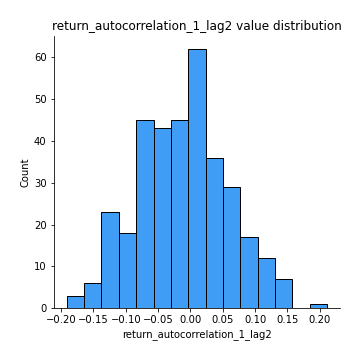 return_autocorrelation_1_lag2 value distribution
60
50
40
30
20
10
0
Count
−0.20 −0.15 −0.10 −0.05 0.00 0.05 0.10 0.15 0.20
return_autocorrelation_1_lag2